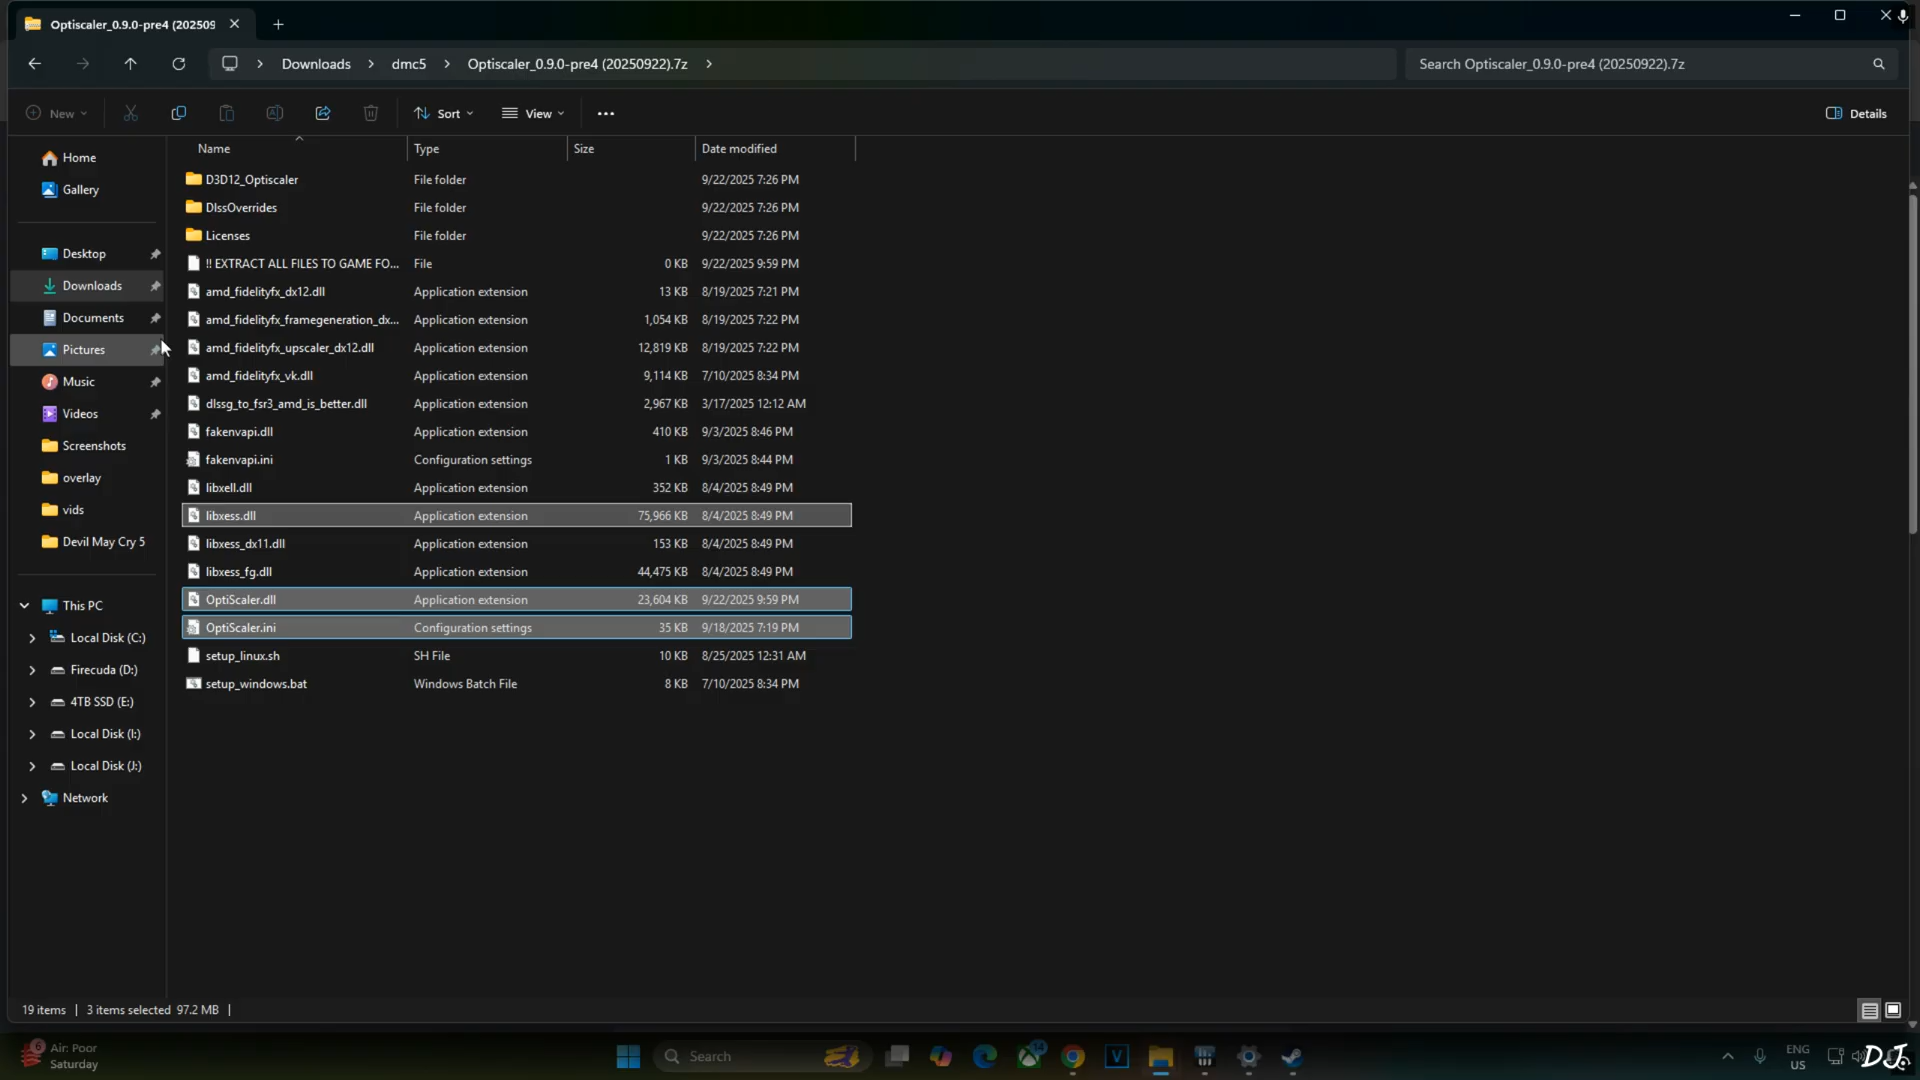 Optiscaler_0.9.0-pre4 (202509
Downloads
dmc5
Optiscaler_0.9.0-pre4 (20250922).7z
Search Optiscaler_0.9.0-pre4 (20250922).7z
New
Sort
View
Details
Name Type Size Date modified
Home
Gallery
Desktop
Downloads
Documents
Pictures
Music
Videos
Screenshots
overlay
vids
Devil May Cry 5
This PC
Local Disk (C:)
Firecuda (D:)
4TB SSD (E:)
Local Disk (I:)
Local Disk (J:)
Network
D3D12_Optiscaler File folder 9/22/2025 7:26 PM
DlssOverrides File folder 9/22/2025 7:26 PM
Licenses File folder 9/22/2025 7:26 PM
!! EXTRACT ALL FILES TO GAME FO... File 0 KB 9/22/2025 9:59 PM
amd_fidelityfx_dx12.dll Application extension 13 KB 8/19/2025 7:21 PM
amd_fidelityfx_framegeneration_dx... Application extension 1,054 KB 8/19/2025 7:22 PM
amd_fidelityfx_upscaler_dx12.dll Application extension 12,819 KB 8/19/2025 7:22 PM
amd_fidelityfx_vk.dll Application extension 9,114 KB 7/10/2025 8:34 PM
dlssg_to_fsr3_amd_is_better.dll Application extension 2,967 KB 3/17/2025 12:12 AM
fakenvapi.dll Application extension 410 KB 9/3/2025 8:46 PM
fakenvapi.ini Configuration settings 1 KB 9/3/2025 8:44 PM
libxell.dll Application extension 352 KB 8/4/2025 8:49 PM
libxess.dll Application extension 75,966 KB 8/4/2025 8:49 PM
libxess_dx11.dll Application extension 153 KB 8/4/2025 8:49 PM
libxess_fg.dll Application extension 44,475 KB 8/4/2025 8:49 PM
OptiScaler.dll Application extension 23,604 KB 9/22/2025 9:59 PM
OptiScaler.ini Configuration settings 35 KB 9/18/2025 7:19 PM
setup_linux.sh SH File 10 KB 8/25/2025 12:31 AM
setup_windows.bat Windows Batch File 8 KB 7/10/2025 8:34 PM
19 items | 3 items selected 97.2 MB |
6
Air: Poor
Saturday
Search
14
V
ENG
US
DJ